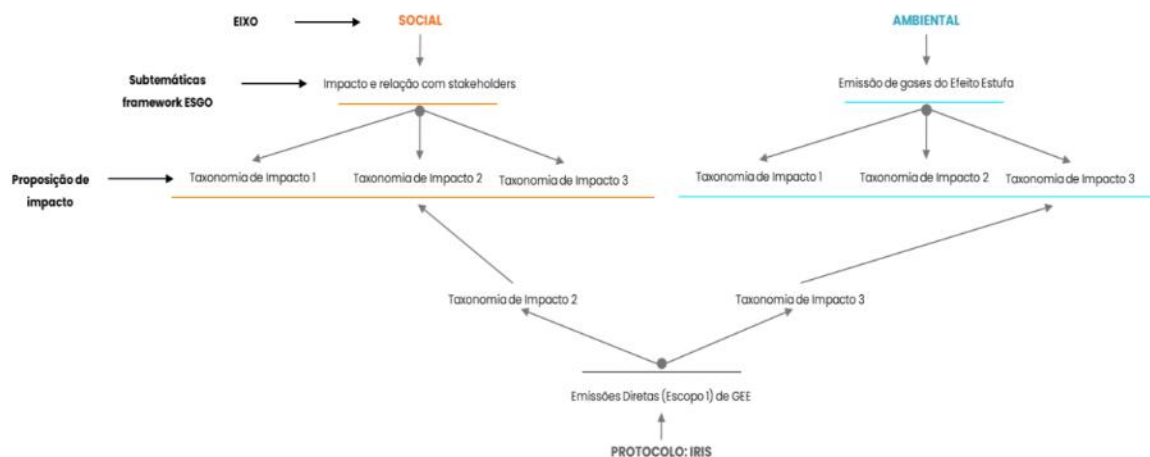 EIXO
SOCIAL
AMBIENTAL
Subtemáticas
framework ESGO
Impacto e relação com stakeholders
Emissão de gases do Efeito Estufa
Proposição de
impacto
Taxonomia de Impacto 1
Taxonomia de Impacto 2
Taxonomia de Impacto 3
Taxonomia de Impacto 1
Taxonomia de Impacto 2
Taxonomia de Impacto 3
Taxonomia de Impacto 2
Taxonomia de Impacto 3
Emissões Diretas (Escopo 1) de GEE
PROTOCOLO: IRIS